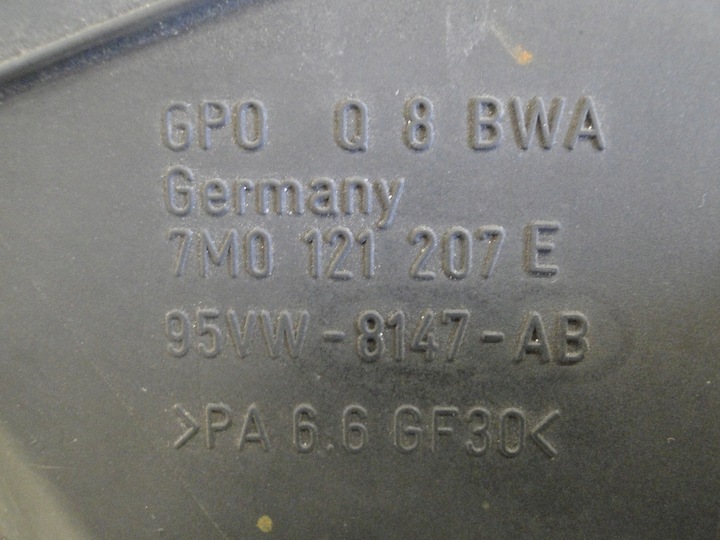 GPO Q 8 BWA
Germany
7M0 121 207 E
95VW-8147-AB
>PA 6.6 GF30<